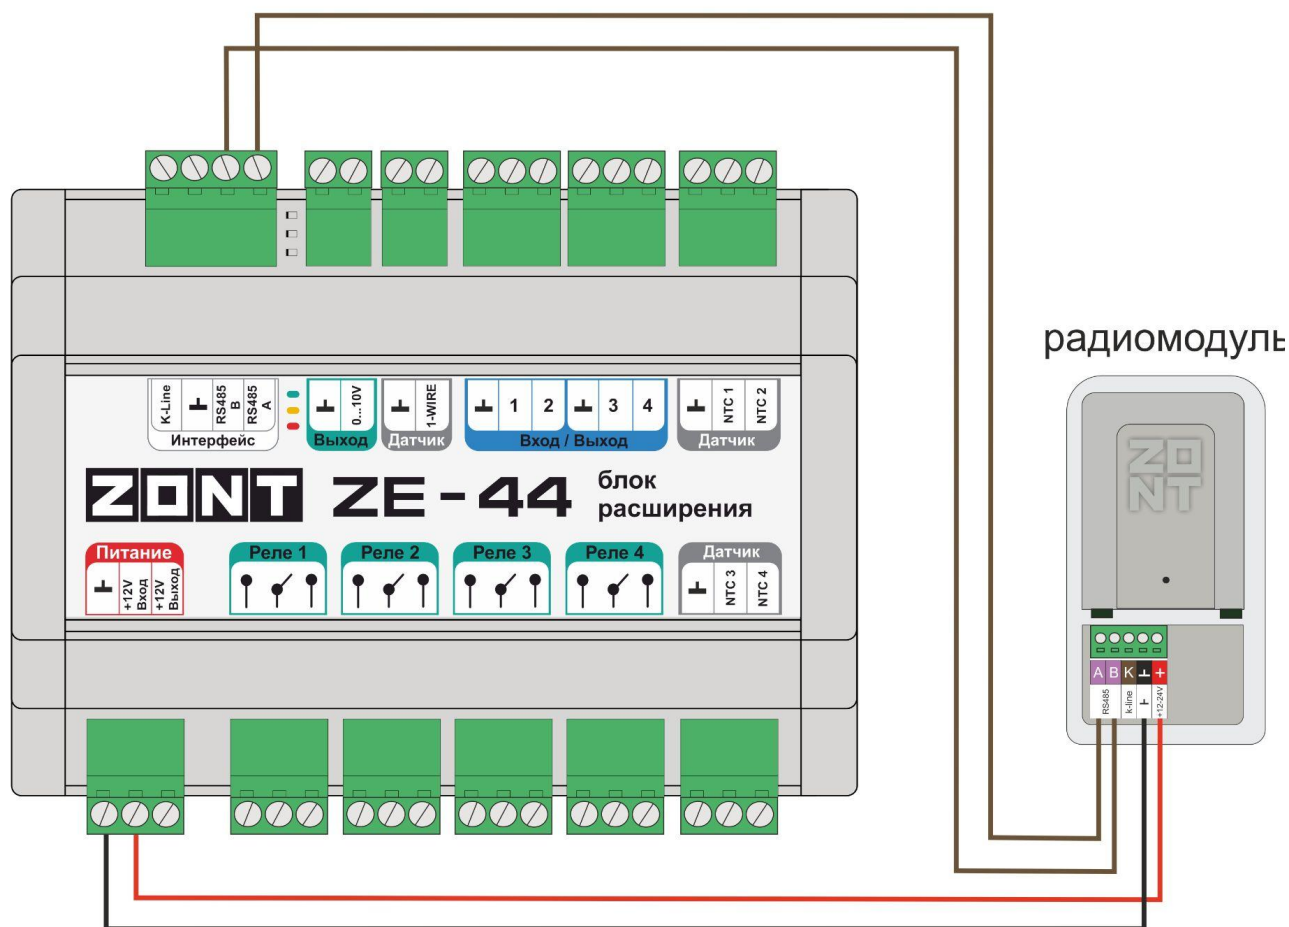 радиомодуль
K-Line
RS485
B
RS485
A
Интерфейс
0...10V
Выход
1-WIRE
Датчик
1 2 3 4
Вход / Выход
NTC 1
NTC 2
Датчик
ZONT ZE-44
блок
расширения
ZO
NT
Питание
+12V
Вход
+12V
Выход
Реле 1
Реле 2
Реле 3
Реле 4
Датчик
NTC 3
NTC 4
A B K +
RS485
k-line
+12-24V